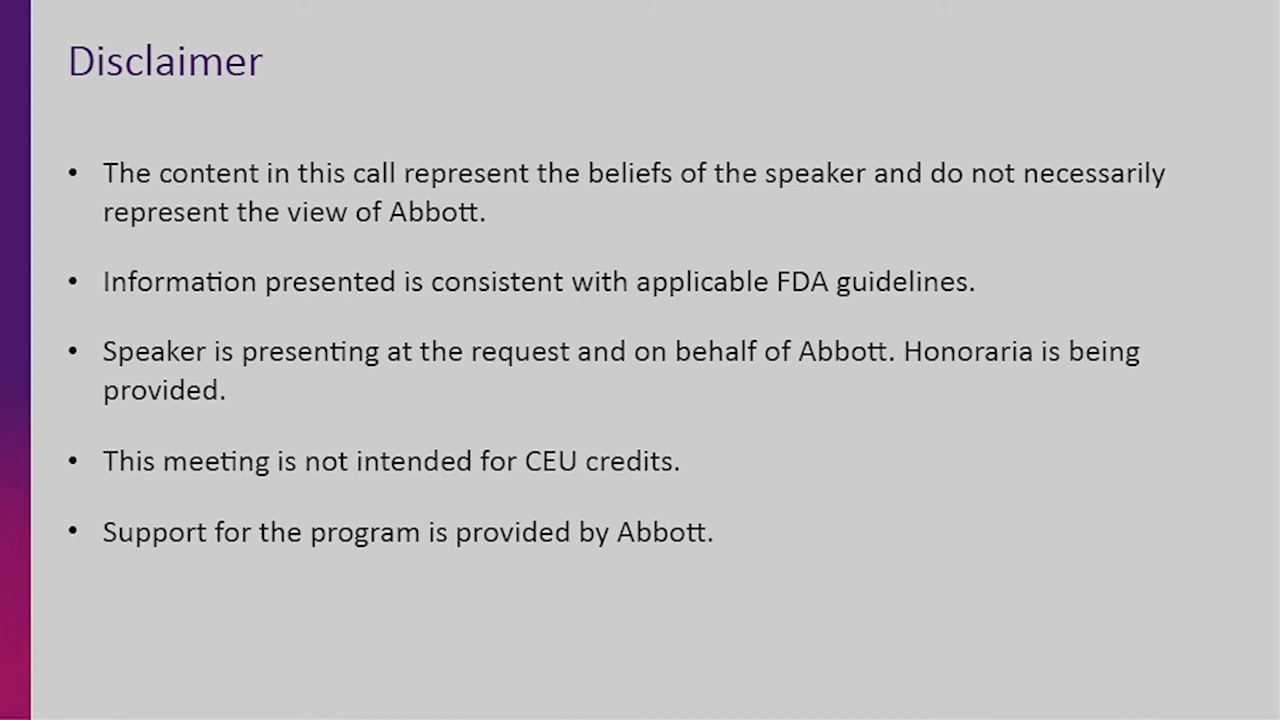 Disclaimer
• The content in this call represent the beliefs of the speaker and do not necessarily
represent the view of Abbott.
• Information presented is consistent with applicable FDA guidelines.
• Speaker is presenting at the request and on behalf of Abbott. Honoraria is being
provided.
• This meeting is not intended for CEU credits.
• Support for the program is provided by Abbott.